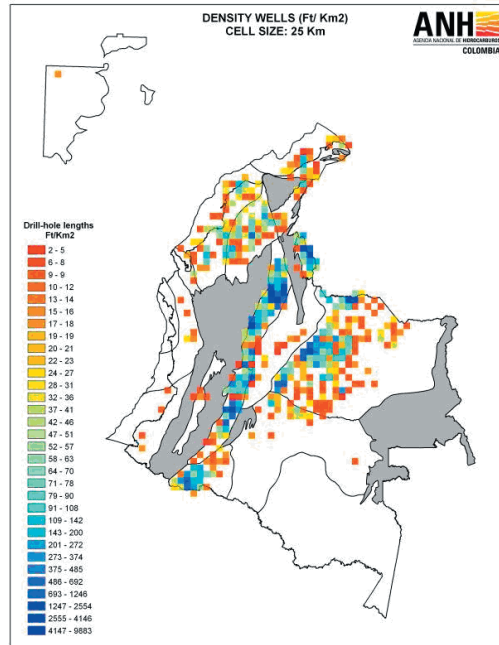 DENSITY WELLS (Ft/ Km2)
CELL SIZE: 25 Km
ANH
AGENCIA NACIONAL DE HIDROCARBUROS
COLOMBIA
Drill-hole lengths
Ft/Km2
2 - 5
6 - 8
9 - 9
10 - 12
13 - 14
15 - 16
17 - 18
19 - 19
20 - 21
22 - 23
24 - 27
28 - 31
32 - 36
37 - 41
42 - 46
47 - 51
52 - 57
58 - 63
64 - 70
71 - 78
79 - 90
91 - 108
109 - 142
143 - 200
201 - 272
273 - 374
375 - 485
486 - 692
693 - 1246
1247 - 2554
2555 - 4146
4147 - 9883